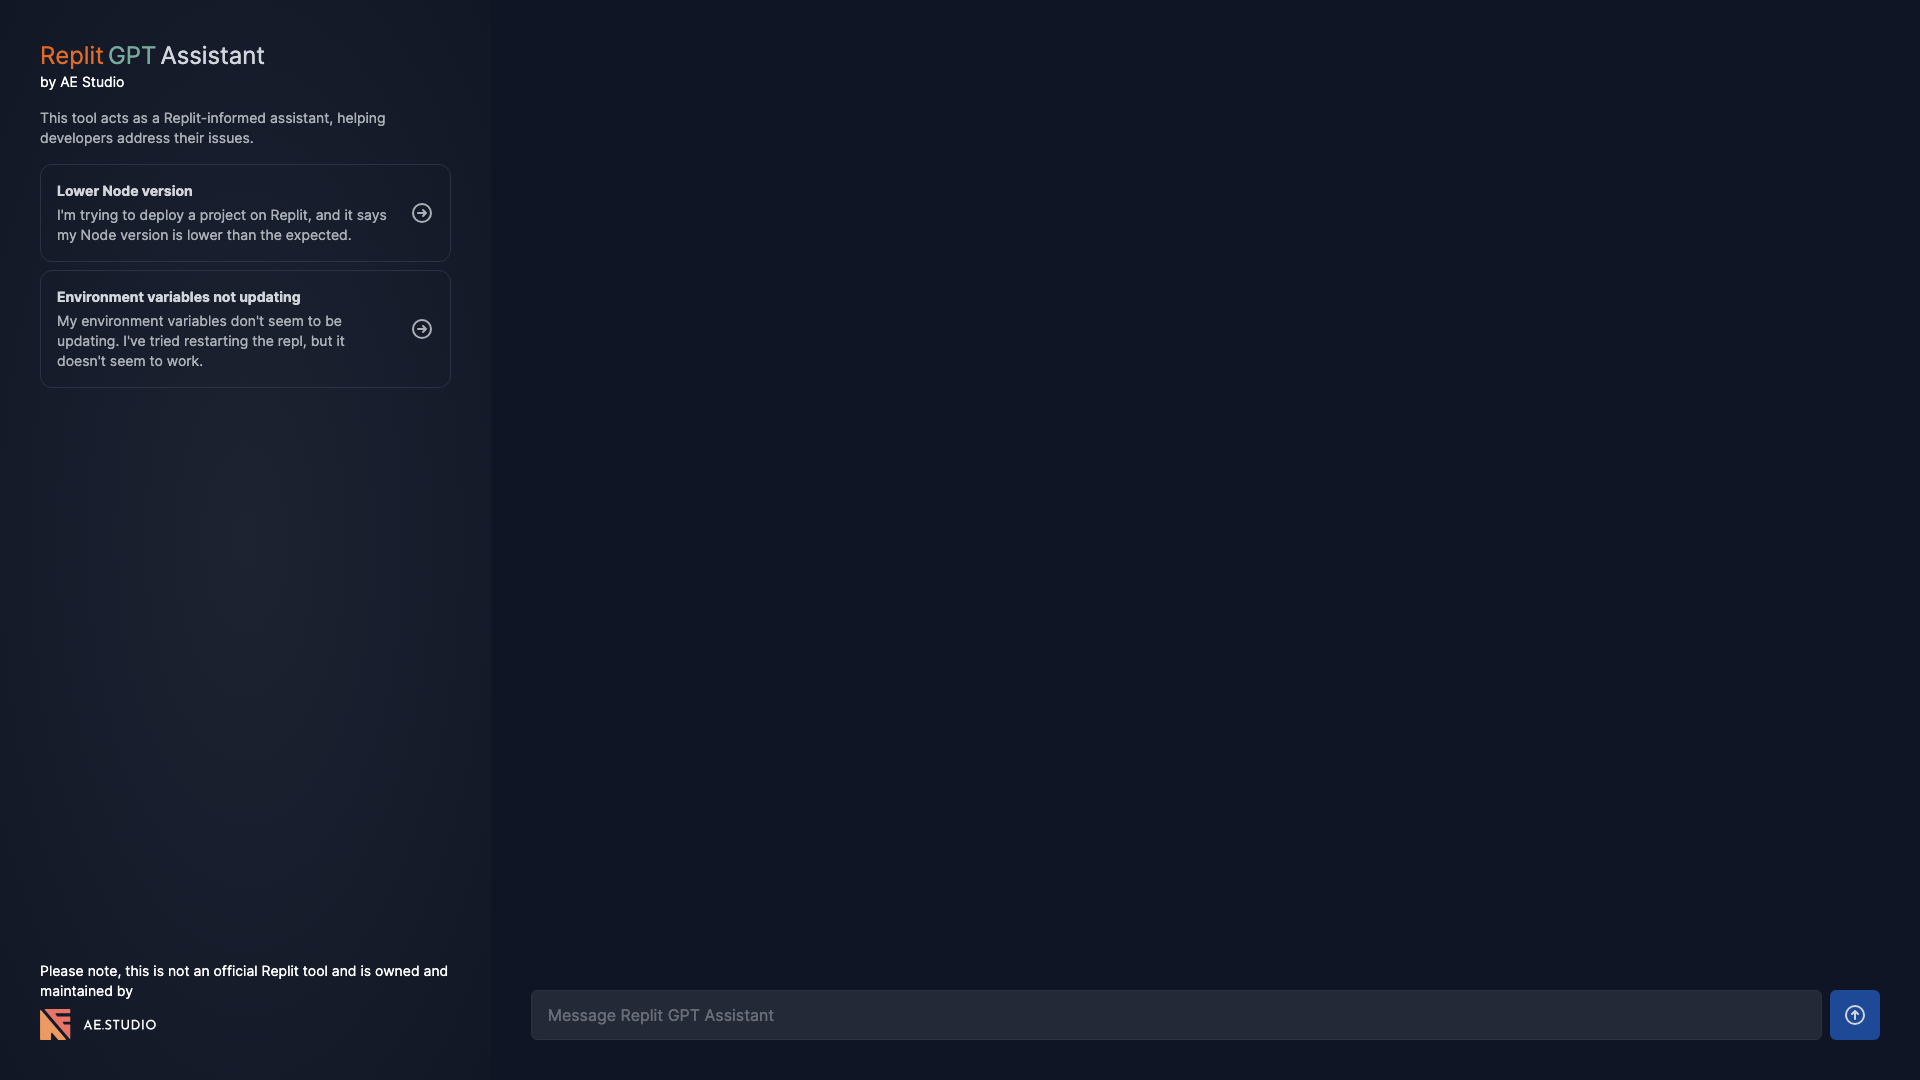 Replit GPT Assistant
by AE Studio
This tool acts as a Replit-informed assistant, helping
developers address their issues.
Lower Node version
I'm trying to deploy a project on Replit, and it says
my Node version is lower than the expected.
Environment variables not updating
My environment variables don't seem to be
updating. I've tried restarting the repl, but it
doesn't seem to work.
Please note, this is not an official Replit tool and is owned and
maintained by
AE.STUDIO
Message Replit GPT Assistant